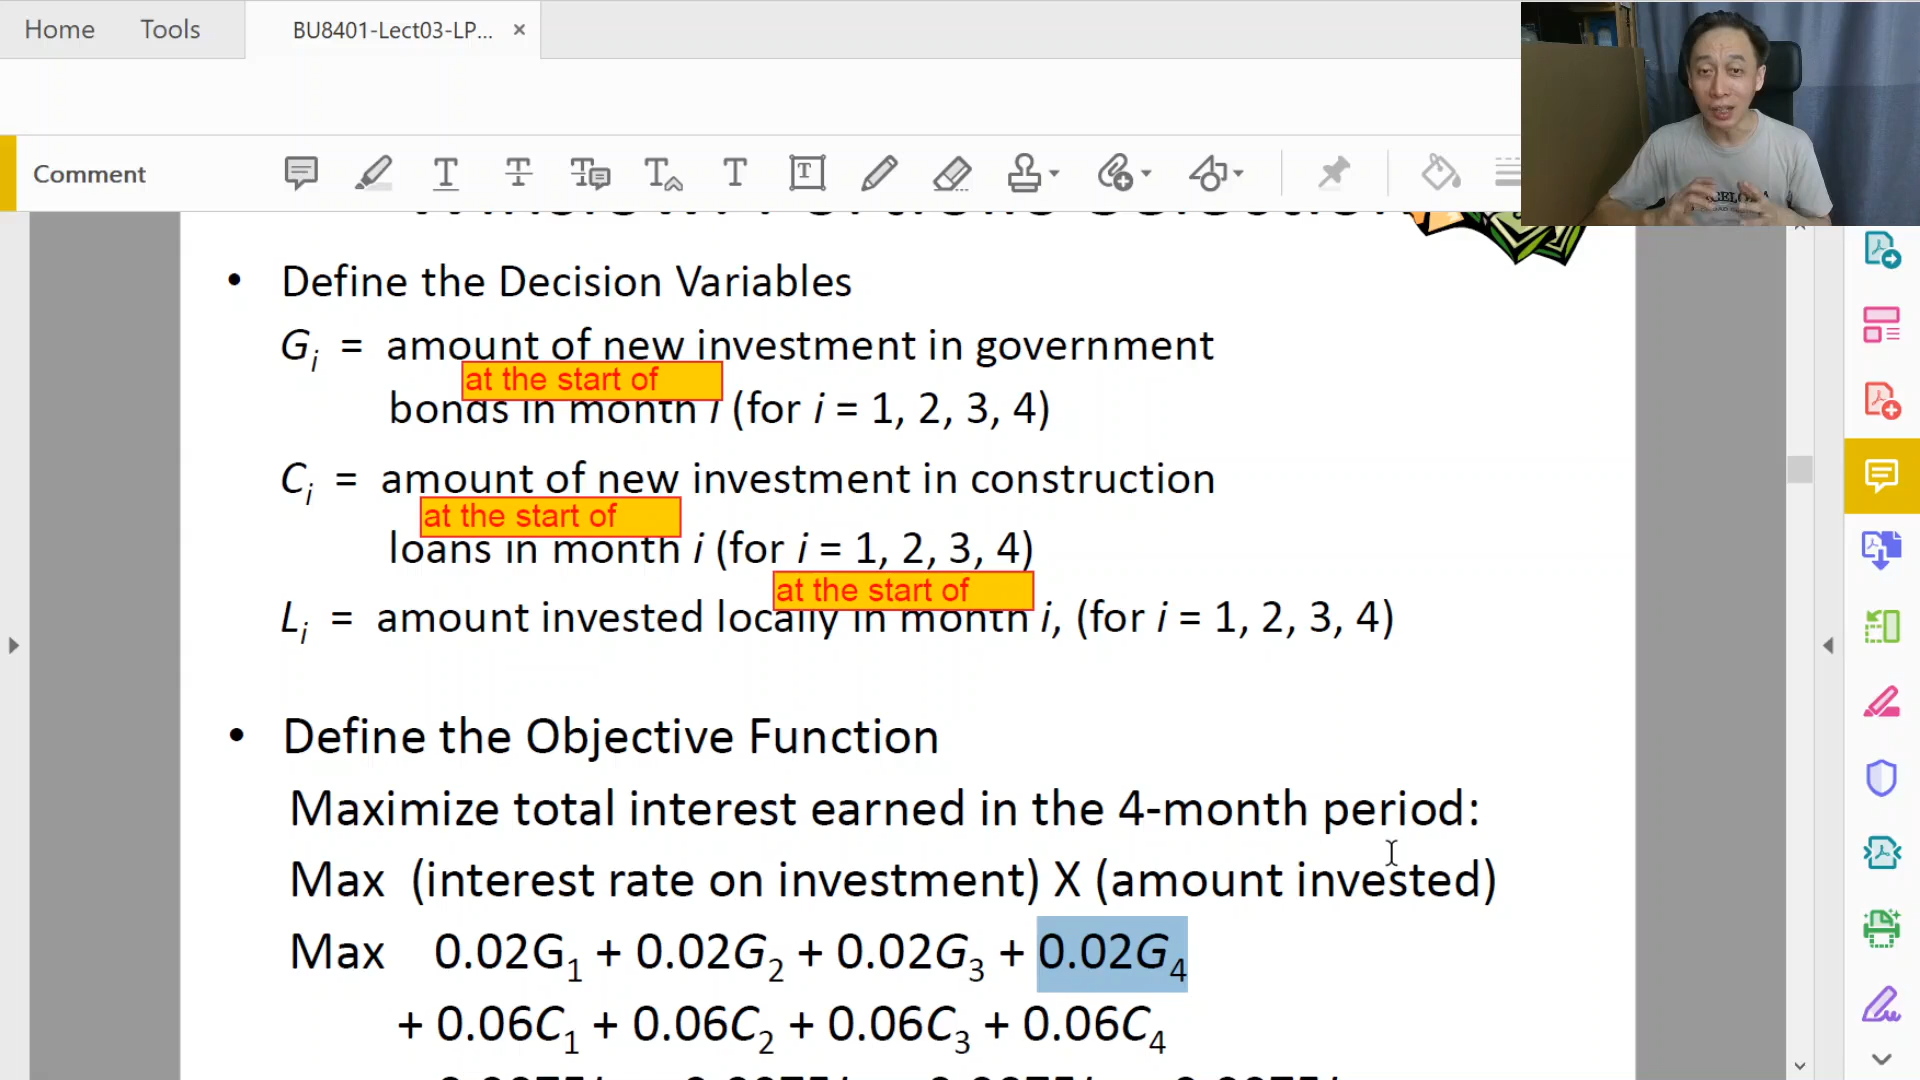 Home Tools BU8401-Lect03-LP... ×
Comment
• Define the Decision Variables
Gi = amount of new investment in government
at the start of
bonds in month i (for i = 1, 2, 3, 4)
Ci = amount of new investment in construction
at the start of
loans in month i (for i = 1, 2, 3, 4)
at the start of
Li = amount invested locally in month i, (for i = 1, 2, 3, 4)
• Define the Objective Function
Maximize total interest earned in the 4-month period:
Max (interest rate on investment) X (amount invested)
Max 0.02G1 + 0.02G2 + 0.02G3 + 0.02G4
+ 0.06C1 + 0.06C2 + 0.06C3 + 0.06C4